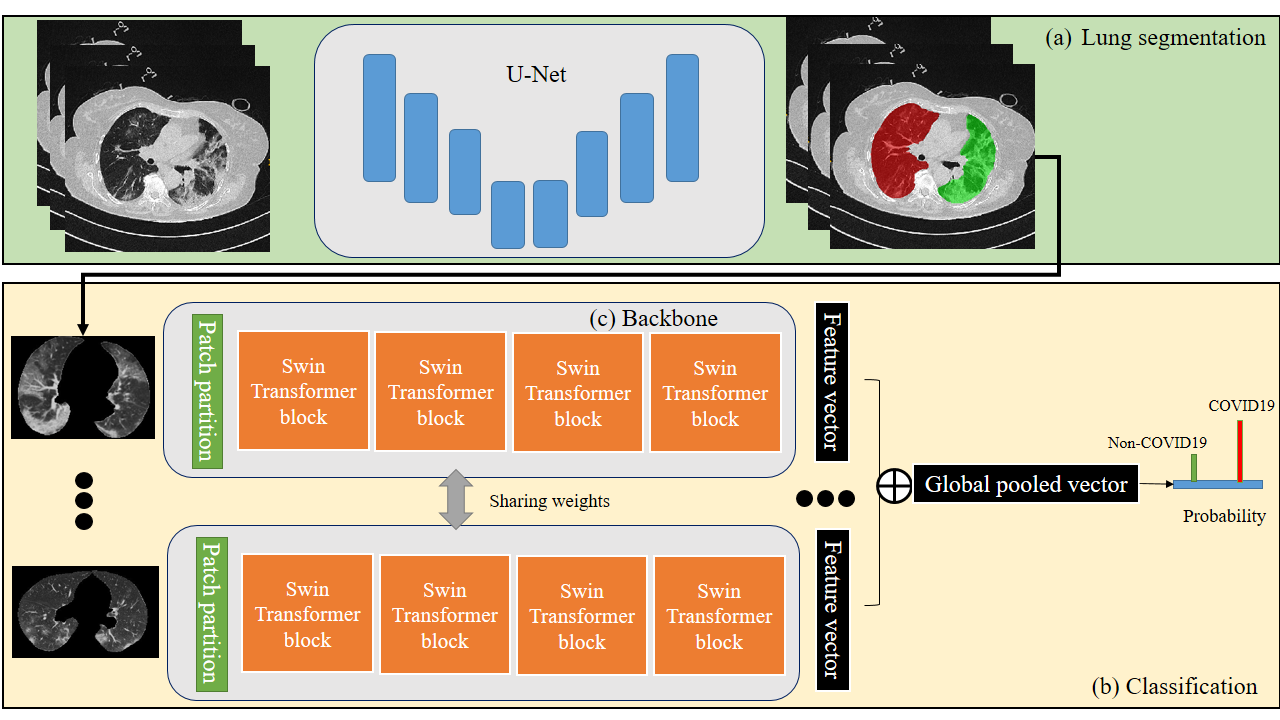 (a) Lung segmentation
U-Net
(c) Backbone
Patch partition
Swin
Transformer
block
Swin
Transformer
block
Swin
Transformer
block
Swin
Transformer
block
Feature vector
Sharing weights
Patch partition
Swin
Transformer
block
Swin
Transformer
block
Swin
Transformer
block
Swin
Transformer
block
Feature vector
Global pooled vector
COVID19
Non-COVID19
Probability
(b) Classification